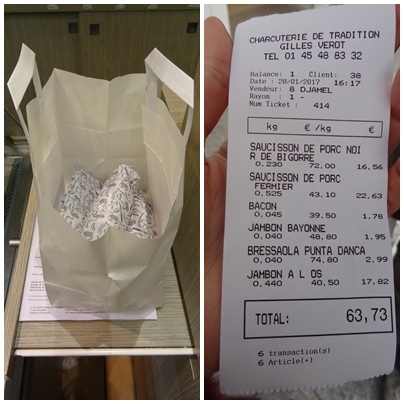 CHARCUTERIE DE TRADITION
GILLES VEROT
TEL 01 45 48 83 32
Balance: 1 Client: 38
Date : 28/01/2017 16:17
Vendeur: 8 DJAMEL
Rayon : 1 -
Num Ticket : 414
kg €/kg €
SAUCISSON DE PORC NOI
R DE BIGORRE
0,230 72,00 16,56
SAUCISSON DE PORC
FERMIER
0,525 43,10 22,63
BACON
0,045 39,50 1,78
JAMBON BAYONNE
0,040 48,80 1,95
BRESSAOLA PUNTA DANCA
0,040 74,80 2,99
JAMBON A L OS
0,440 40,50 17,82
TOTAL: 63,73
6 transaction(s)
6 Article(+)